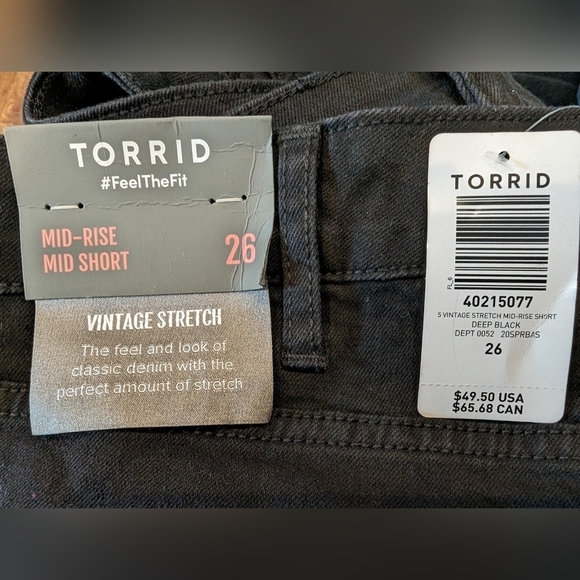 TORRID
#FeelTheFit
MID-RISE
MID SHORT
26
VINTAGE STRETCH
The feel and look of
classic denim with the
perfect amount of stretch
TORRID
FL_6
40215077
5 VINTAGE STRETCH MID-RISE SHORT
DEEP BLACK
DEPT 0052 20SPRBAS
26
$49.50 USA
$65.68 CAN